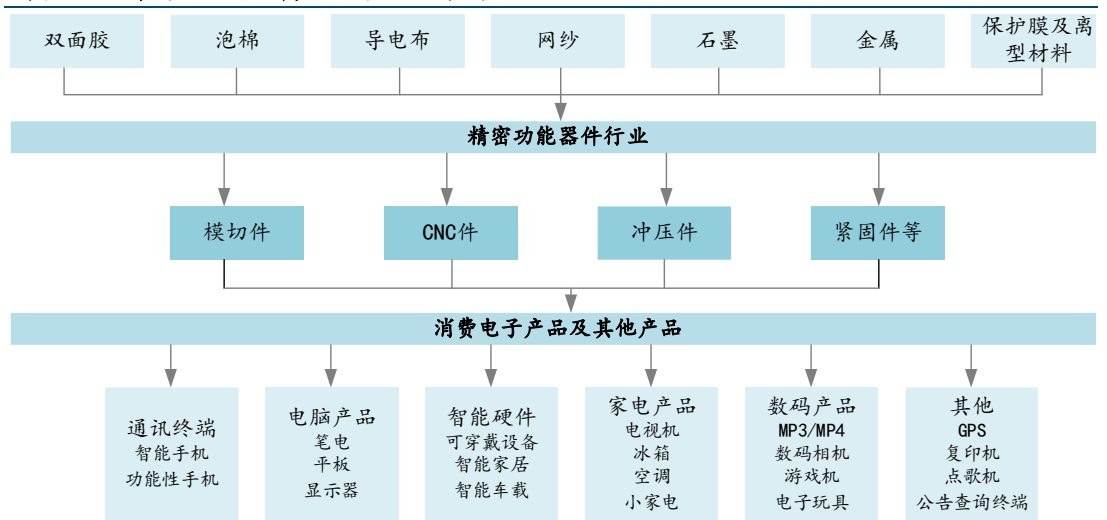 双面胶
泡棉
导电布
网纱
石墨
金属
保护膜及离
型材料
精密功能器件行业
模切件
CNC件
冲压件
紧固件等
消费电子产品及其他产品
通讯终端
智能手机
功能性手机
电脑产品
笔电
平板
显示器
智能硬件
可穿戴设备
智能家居
智能车载
家电产品
电视机
冰箱
空调
小家电
数码产品
MP3/MP4
数码相机
游戏机
电子玩具
其他
GPS
复印机
点歌机
公告查询终端